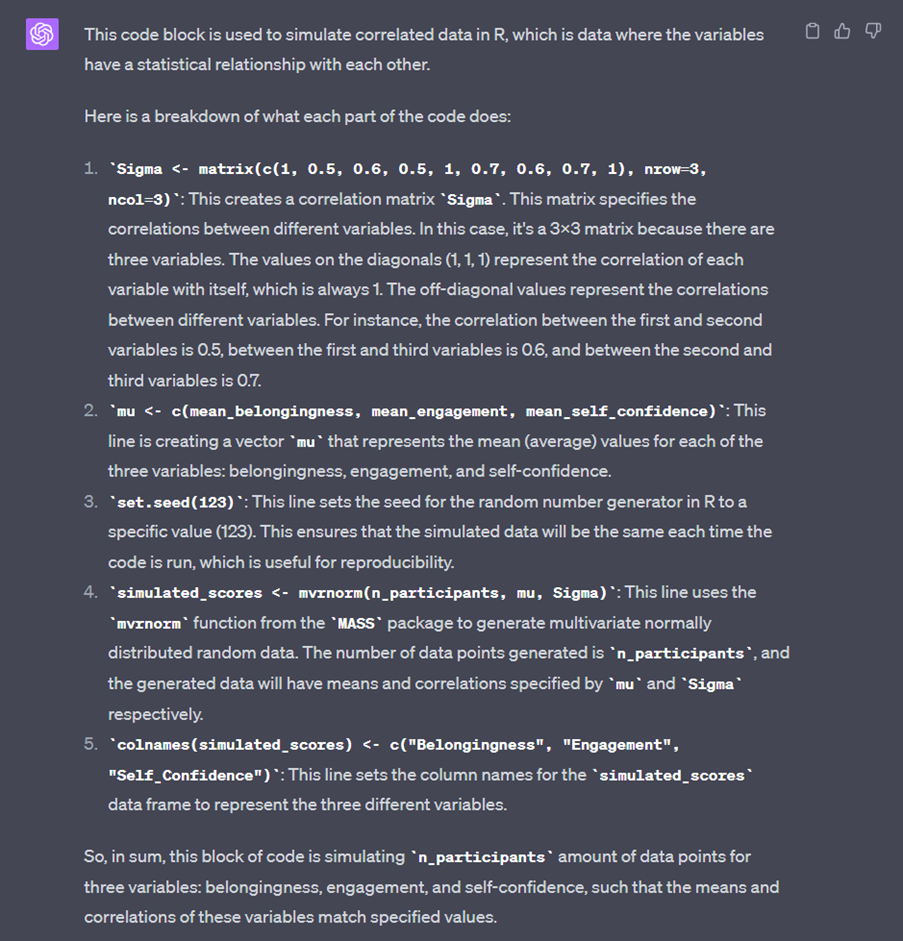 This code block is used to simulate correlated data in R, which is data where the variables
have a statistical relationship with each other.
Here is a breakdown of what each part of the code does:
1. `Sigma <- matrix(c(1, 0.5, 0.6, 0.5, 1, 0.7, 0.6, 0.7, 1), nrow=3,
ncol=3)`: This creates a correlation matrix `Sigma`. This matrix specifies the
correlations between different variables. In this case, it's a 3×3 matrix because there are
three variables. The values on the diagonals (1, 1, 1) represent the correlation of each
variable with itself, which is always 1. The off-diagonal values represent the correlations
between different variables. For instance, the correlation between the first and second
variables is 0.5, between the first and third variables is 0.6, and between the second and
third variables is 0.7.
2. `mu <- c(mean_belongingness, mean_engagement, mean_self_confidence)`: This
line is creating a vector `mu` that represents the mean (average) values for each of the
three variables: belongingness, engagement, and self-confidence.
3. `set.seed(123)`: This line sets the seed for the random number generator in R to a
specific value (123). This ensures that the simulated data will be the same each time the
code is run, which is useful for reproducibility.
4. `simulated_scores <- mvrnorm(n_participants, mu, Sigma)`: This line uses the
`mvrnorm` function from the `MASS` package to generate multivariate normally
distributed random data. The number of data points generated is `n_participants`, and
the generated data will have means and correlations specified by `mu` and `Sigma`
respectively.
5. `colnames(simulated_scores) <- c("Belongingness", "Engagement",
"Self_Confidence")`: This line sets the column names for the `simulated_scores`
data frame to represent the three different variables.
So, in sum, this block of code is simulating `n_participants` amount of data points for
three variables: belongingness, engagement, and self-confidence, such that the means and
correlations of these variables match specified values.